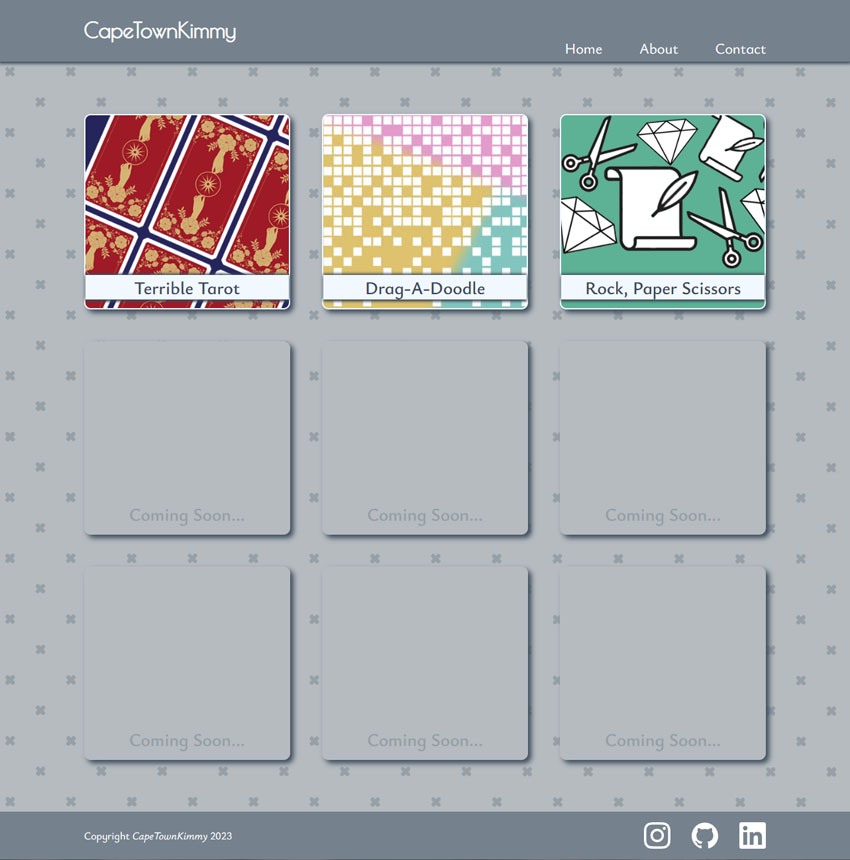 CapeTownKimmy
Home About Contact
Terrible Tarot
Drag-A-Doodle
Rock, Paper Scissors
Coming Soon...
Coming Soon...
Coming Soon...
Coming Soon...
Coming Soon...
Coming Soon...
Copyright CapeTownKimmy 2023
in